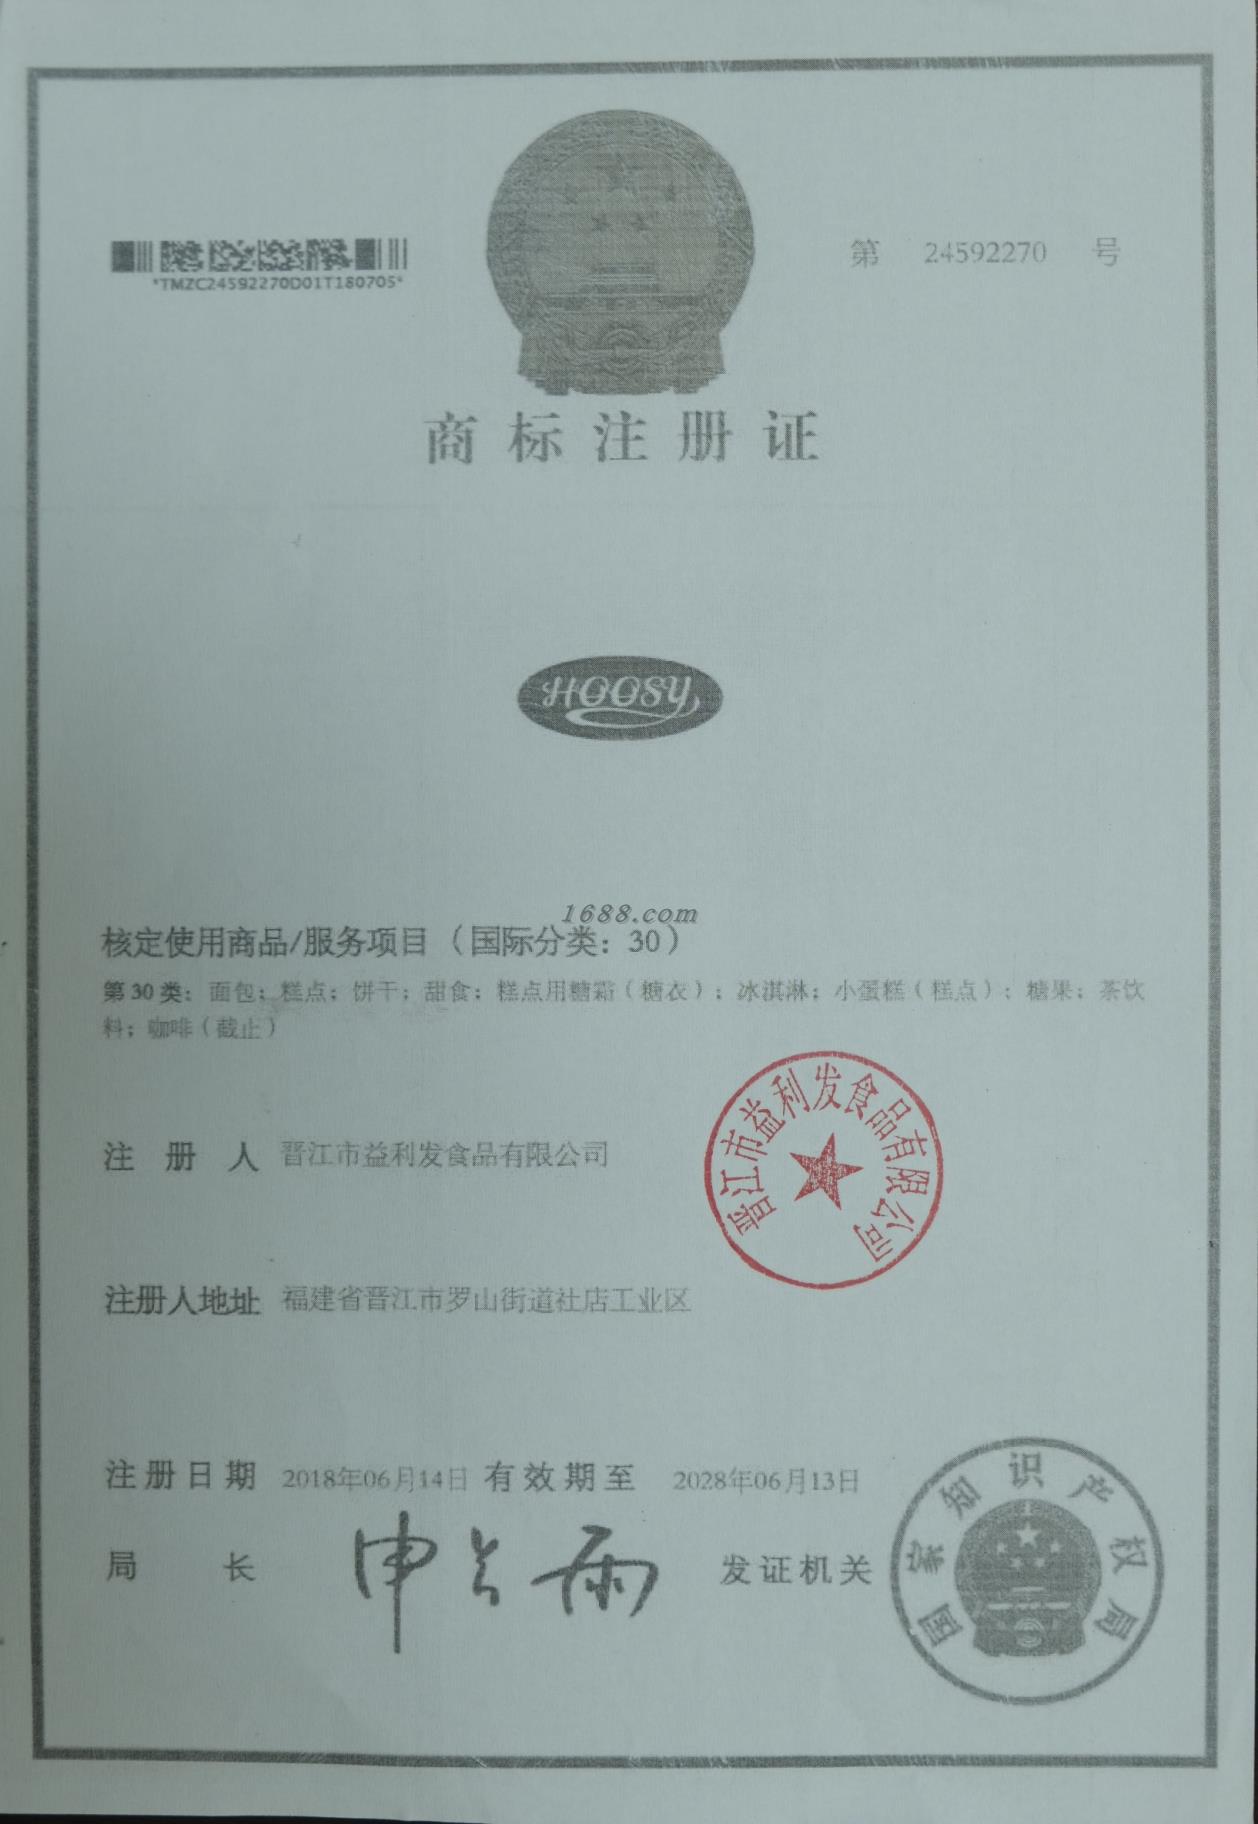 *TMZC24592270D01T180705*
第 24592270 号
商标注册证
HOOSY
1688.com
核定使用商品/服务项目（国际分类：30）
第30类：面包；糕点；饼干；甜食；糕点用糖霜（糖衣）；冰淇淋；小蛋糕（糕点）；糖果；茶饮
料；咖啡（截止）
注册人 晋江市益利发食品有限公司
晋江市益利发食品有限公司
注册人地址 福建省晋江市罗山街道社店工业区
注册日期 2018年06月14日 有效期至 2028年06月13日
局长 申长雨 发证机关
国家知识产权局